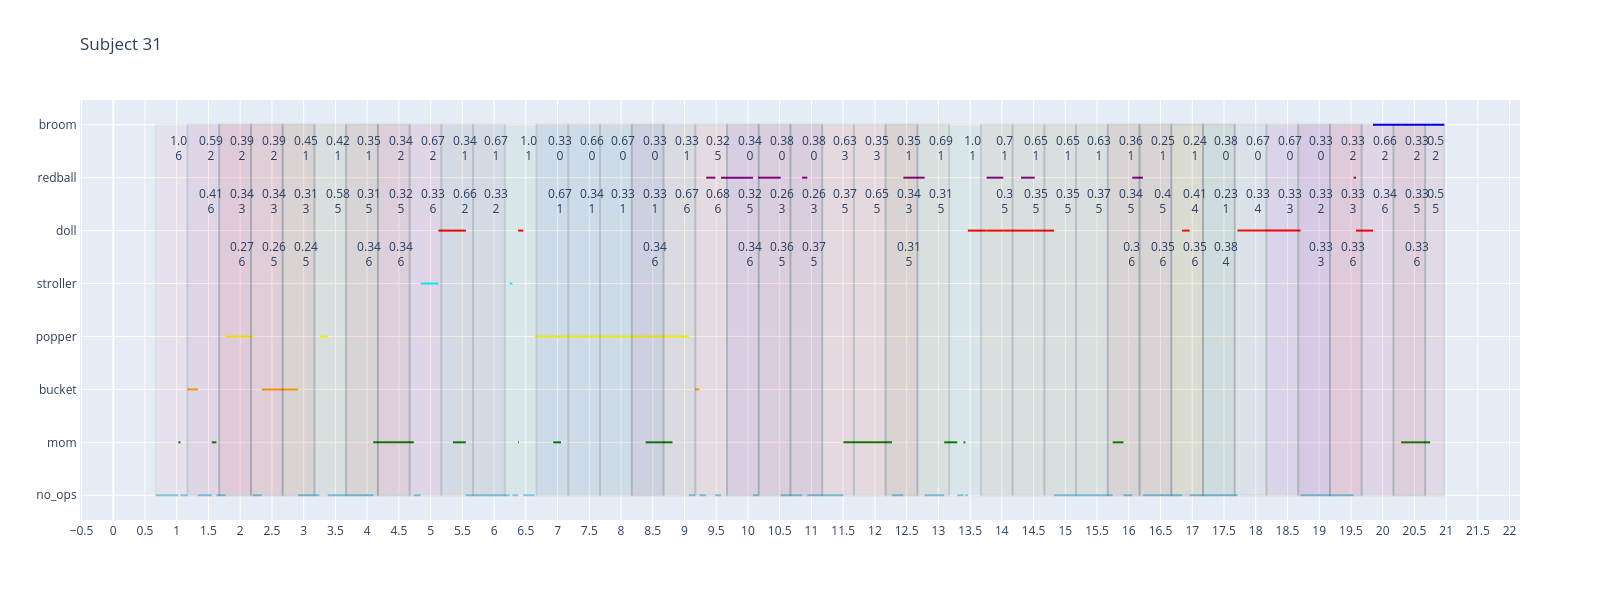 Subject 31
broom
1.0 0.59 0.39 0.39 0.45 0.42 0.35 0.34 0.67 0.34 0.67 1.0 0.33 0.66 0.67 0.33 0.33 0.32 0.34 0.38 0.38 0.63 0.35 0.35 0.69 1.0 0.7 0.65 0.65 0.63 0.36 0.25 0.24 0.38 0.67 0.67 0.33 0.33 0.66 0.33 0.5
6 2 2 2 1 1 1 2 2 1 1 1 0 0 0 0 1 5 0 0 0 3 3 1 1 1 1 1 1 1 1 1 1 0 0 0 0 2 2 2 2
redball
0.41 0.34 0.34 0.31 0.58 0.31 0.32 0.33 0.66 0.33 0.67 0.34 0.33 0.33 0.67 0.68 0.32 0.26 0.26 0.37 0.65 0.34 0.31 0.3 0.35 0.35 0.37 0.34 0.4 0.41 0.23 0.33 0.33 0.33 0.33 0.34 0.33 0.5
6 3 3 3 5 5 5 6 2 2 1 1 1 1 6 6 5 3 3 5 5 3 5 5 5 5 5 5 5 4 1 4 3 2 3 6 5 5
doll
0.27 0.26 0.24 0.34 0.34 0.34 0.34 0.36 0.37 0.31 0.3 0.35 0.35 0.38 0.33 0.33 0.33
6 5 5 6 6 6 6 5 5 5 6 6 6 4 3 6 6
stroller
popper
bucket
mom
no_ops
−0.5 0 0.5 1 1.5 2 2.5 3 3.5 4 4.5 5 5.5 6 6.5 7 7.5 8 8.5 9 9.5 10 10.5 11 11.5 12 12.5 13 13.5 14 14.5 15 15.5 16 16.5 17 17.5 18 18.5 19 19.5 20 20.5 21 21.5 22